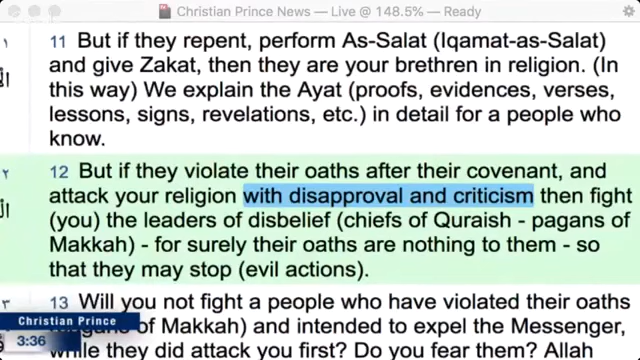 Christian Prince News — Live @ 148.5% — Ready
11 But if they repent, perform As-Salat (Iqamat-as-Salat)
and give Zakat, then they are your brethren in religion. (In
this way) We explain the Ayat (proofs, evidences, verses,
lessons, signs, revelations, etc.) in detail for a people who
know.
12 But if they violate their oaths after their covenant, and
attack your religion with disapproval and criticism then fight
(you) the leaders of disbelief (chiefs of Quraish - pagans of
Makkah) - for surely their oaths are nothing to them - so
that they may stop (evil actions).
13 Will you not fight a people who have violated their oaths
of Makkah) and intended to expel the Messenger,
while they did attack you first? Do you fear them? Allah
Christian Prince
3:36